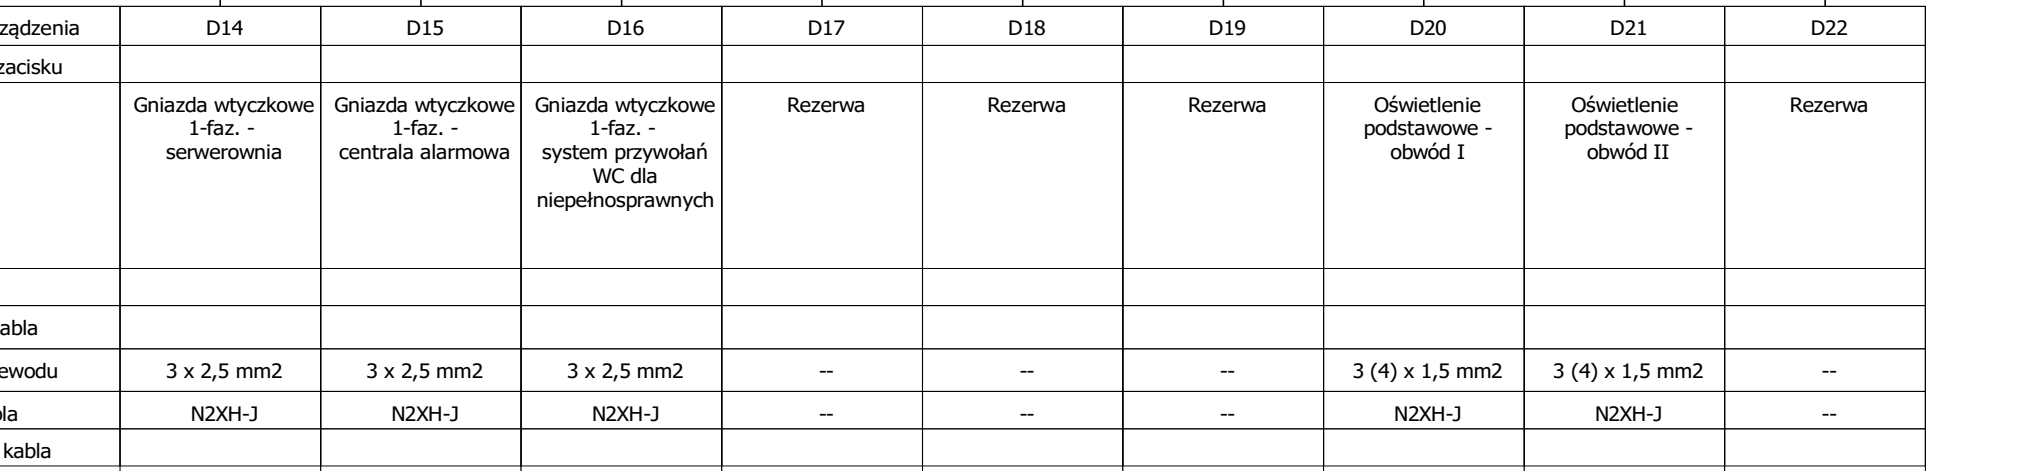 ządzenia D14 D15 D16 D17 D18 D19 D20 D21 D22
zacisku
Gniazda wtyczkowe
1-faz. -
serwerownia
Gniazda wtyczkowe
1-faz. -
centrala alarmowa
Gniazda wtyczkowe
1-faz. -
system przywołań
WC dla
niepełnosprawnych
Rezerwa
Rezerwa
Rezerwa
Oświetlenie
podstawowe -
obwód I
Oświetlenie
podstawowe -
obwód II
Rezerwa
abla
ewodu 3 x 2,5 mm2 3 x 2,5 mm2 3 x 2,5 mm2 -- -- -- 3 (4) x 1,5 mm2 3 (4) x 1,5 mm2 --
la N2XH-J N2XH-J N2XH-J -- -- -- N2XH-J N2XH-J --
kabla